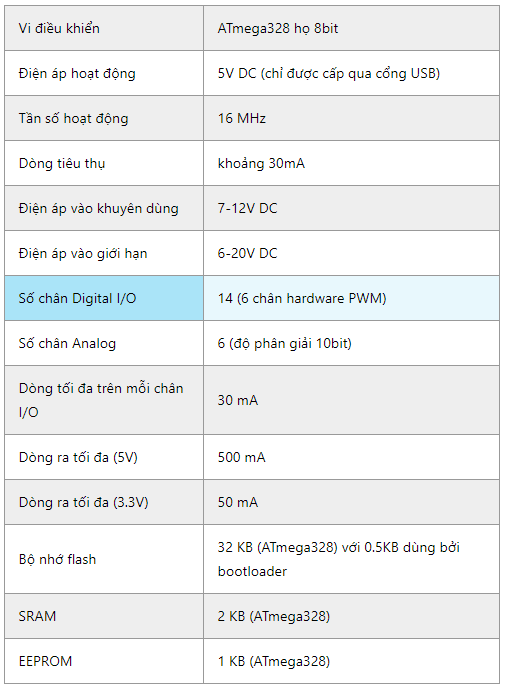 Vi điều khiển
ATmega328 họ 8bit
Điện áp hoạt động
5V DC (chỉ được cấp qua cổng USB)
Tần số hoạt động
16 MHz
Dòng tiêu thụ
khoảng 30mA
Điện áp vào khuyên dùng
7-12V DC
Điện áp vào giới hạn
6-20V DC
Số chân Digital I/O
14 (6 chân hardware PWM)
Số chân Analog
6 (độ phân giải 10bit)
Dòng tối đa trên mỗi chân
I/O
30 mA
Dòng ra tối đa (5V)
500 mA
Dòng ra tối đa (3.3V)
50 mA
Bộ nhớ flash
32 KB (ATmega328) với 0.5KB dùng bởi
bootloader
SRAM
2 KB (ATmega328)
EEPROM
1 KB (ATmega328)